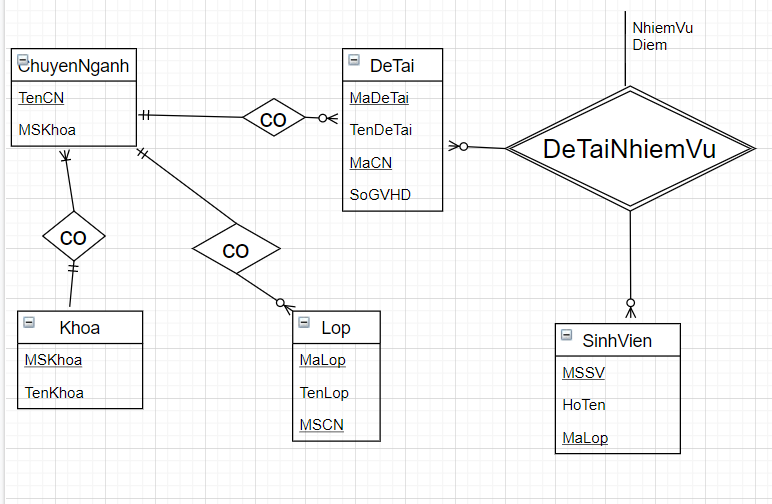 NhiemVu
Diem
ChuyenNganh
TenCN
MSKhoa
CO
DeTai
MaDeTai
TenDeTai
MaCN
SoGVHD
DeTaiNhiemVu
CO
CO
Khoa
MSKhoa
TenKhoa
Lop
MaLop
TenLop
MSCN
SinhVien
MSSV
HoTen
MaLop